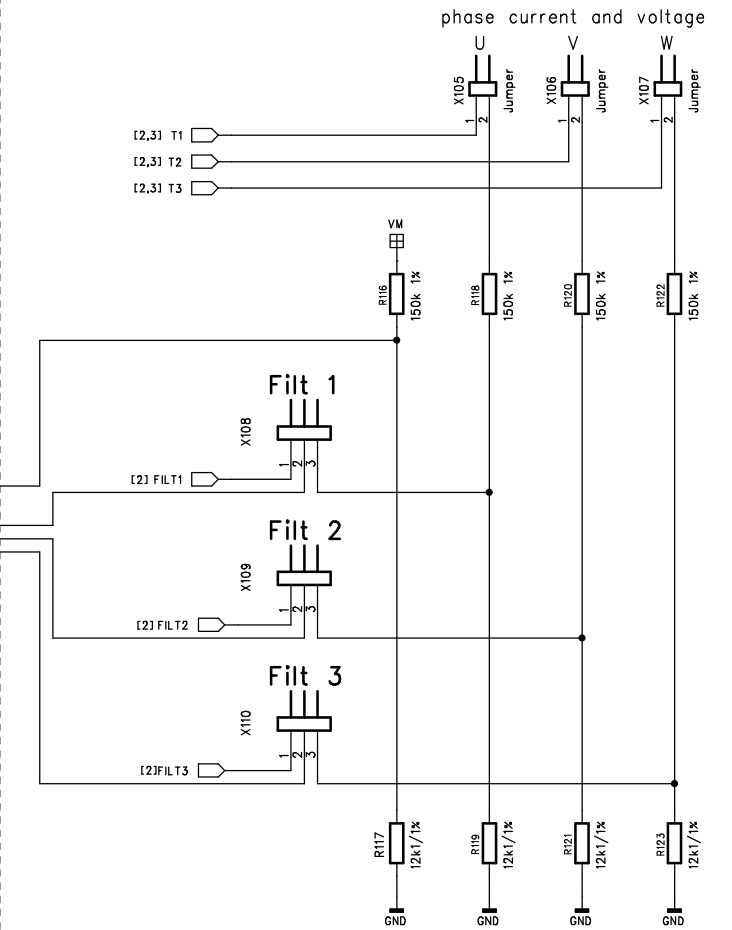 phase current and voltage
U V W
X105 Jumper X106 Jumper X107 Jumper
1 2 1 2 1 2
[2,3] T1
[2,3] T2
[2,3] T3
VM
R116 150k 1% R118 150k 1% R120 150k 1% R122 150k 1%
Filt 1
X108
1 2 3
[2] FILT1
Filt 2
X109
1 2 3
[2] FILT2
Filt 3
X110
1 2 3
[2]FILT3
R117 12k1/1% R119 12k1/1% R121 12k1/1% R123 12k1/1%
GND GND GND GND